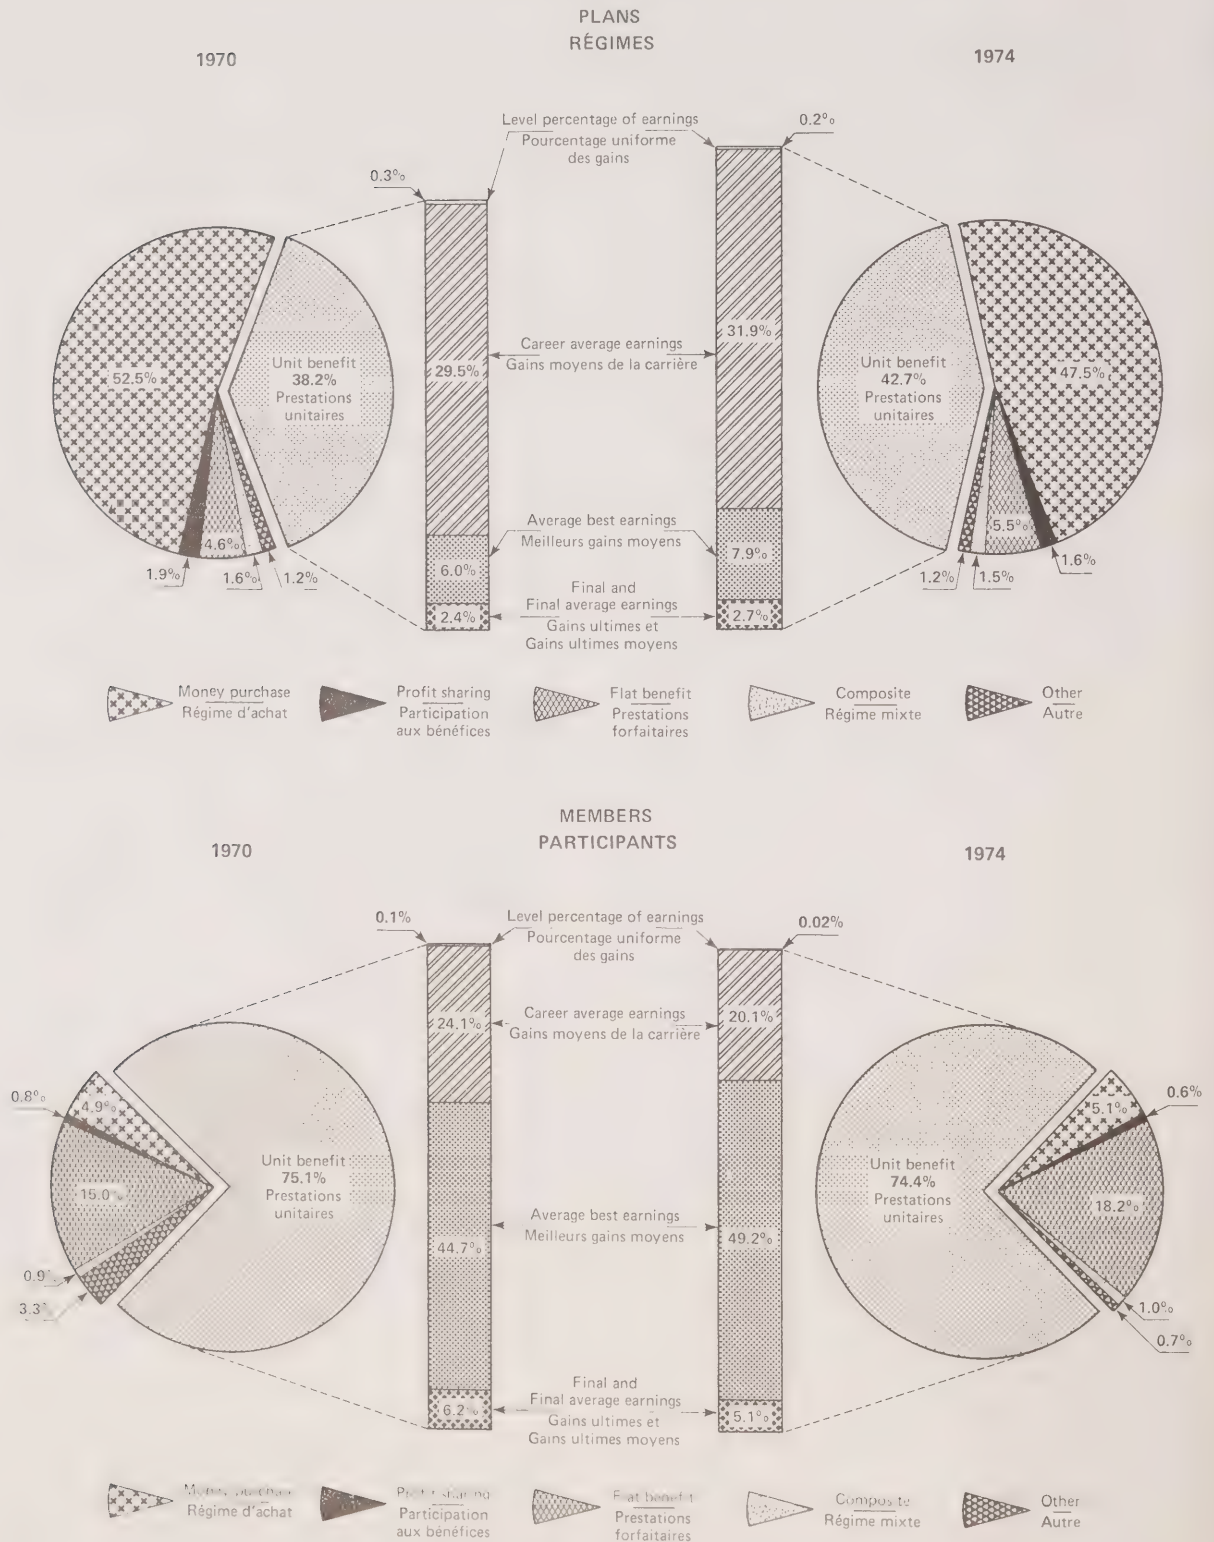 PLANS
RÉGIMES
1970
1974
Level percentage of earnings
Pourcentage uniforme
des gains
0.3%
0.2%
Unit benefit
38.2%
Prestations
unitaires
52.5%
1.9%
4.6%
1.6%
1.2%
29.5%
6.0%
2.4%
Career average earnings
Gains moyens de la carrière
Average best earnings
Meilleurs gains moyens
Final and
Final average earnings
Gains ultimes et
Gains ultimes moyens
31.9%
7.9%
2.7%
Unit benefit
42.7%
Prestations
unitaires
47.5%
1.2%
1.5%
5.5%
1.6%
Money purchase
Régime d'achat
Profit sharing
Participation
aux bénéfices
Flat benefit
Prestations
forfaitaires
Composite
Régime mixte
Other
Autre
MEMBERS
PARTICIPANTS
1970
1974
Level percentage of earnings
Pourcentage uniforme
des gains
0.1%
0.02%
0.8%
4.9%
15.0%
0.9%
3.3%
Unit benefit
75.1%
Prestations
unitaires
24.1%
44.7%
6.2%
Career average earnings
Gains moyens de la carrière
Average best earnings
Meilleurs gains moyens
Final and
Final average earnings
Gains ultimes et
Gains ultimes moyens
20.1%
49.2%
5.1%
Unit benefit
74.4%
Prestations
unitaires
5.1%
0.6%
18.2%
1.0%
0.7%
Money purchase
Régime d'achat
Profit sharing
Participation
aux bénéfices
Flat benefit
Prestations
forfaitaires
Composite
Régime mixte
Other
Autre